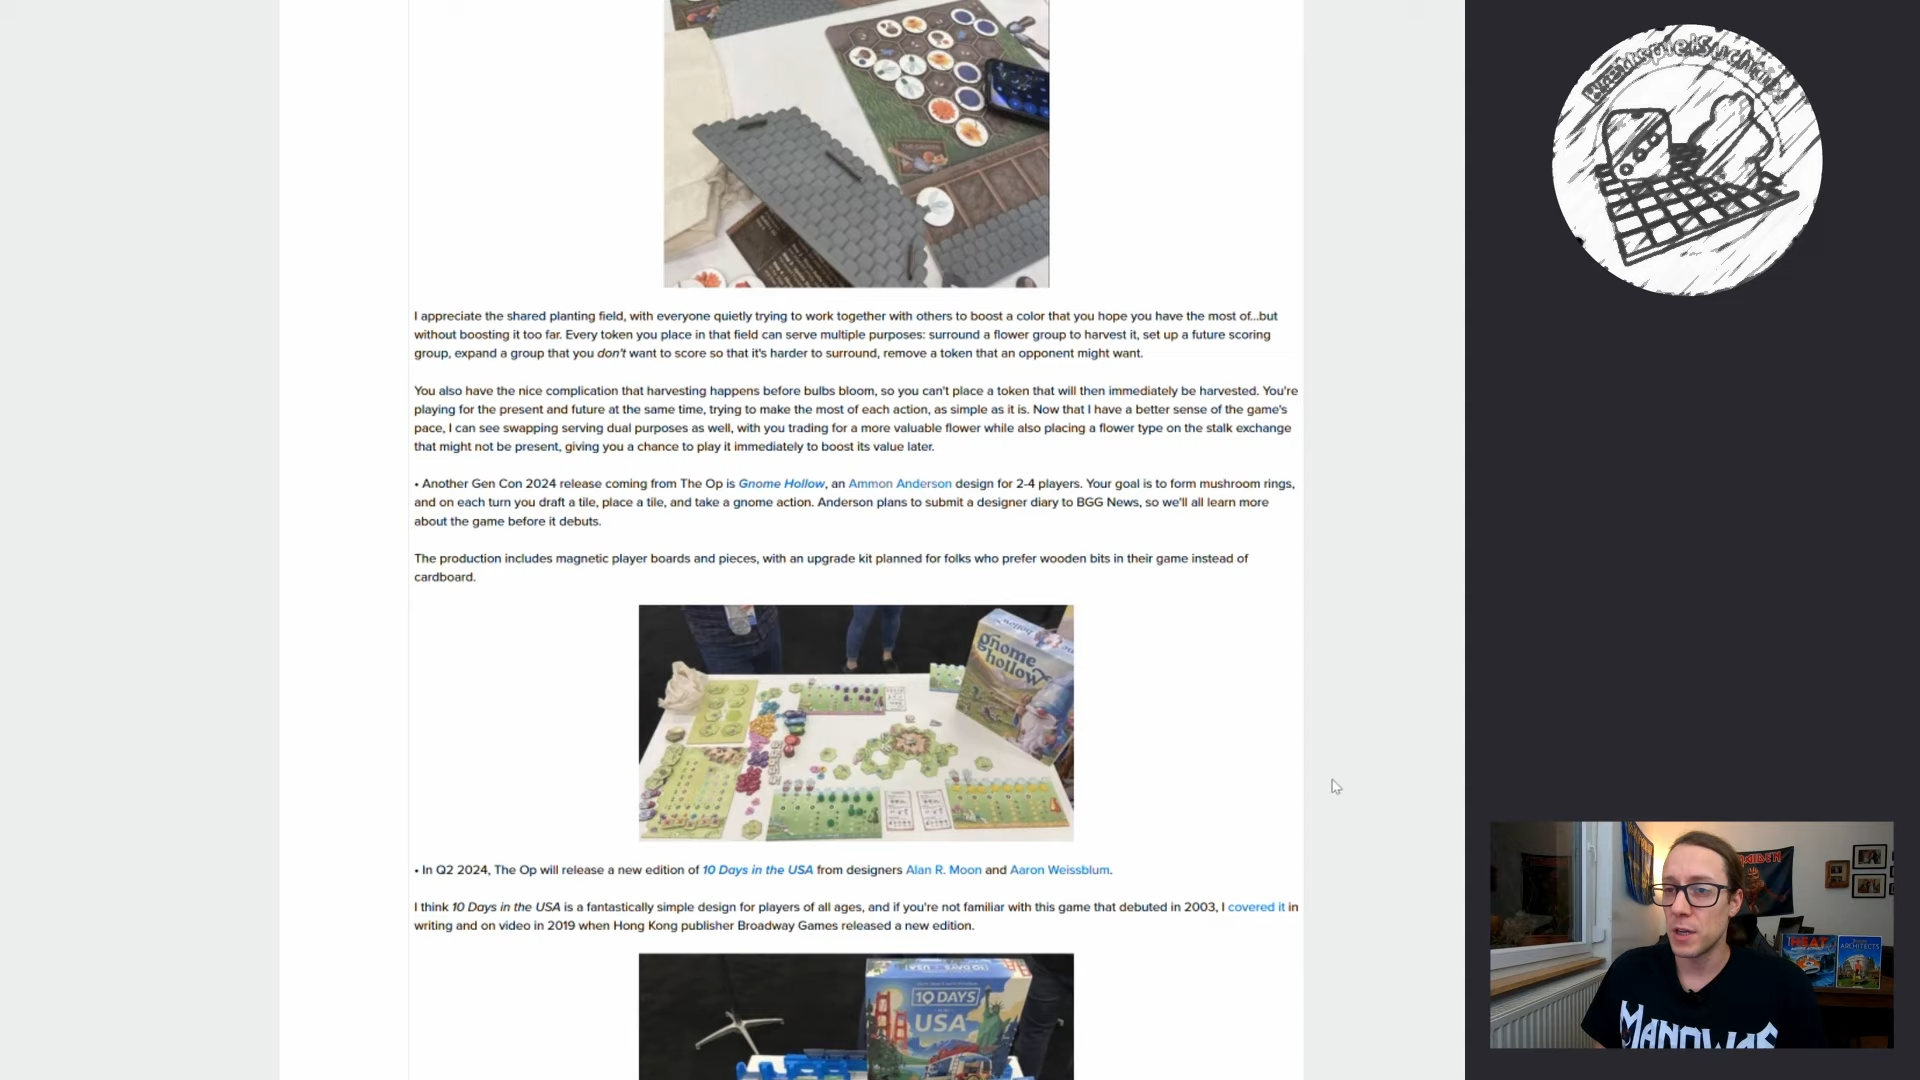 THE GARDEN
I appreciate the shared planting field, with everyone quietly trying to work together with others to boost a color that you hope you have the most of...but
without boosting it too far. Every token you place in that field can serve multiple purposes: surround a flower group to harvest it, set up a future scoring
group, expand a group that you don't want to score so that it's harder to surround, remove a token that an opponent might want.
You also have the nice complication that harvesting happens before bulbs bloom, so you can't place a token that will then immediately be harvested. You're
playing for the present and future at the same time, trying to make the most of each action, as simple as it is. Now that I have a better sense of the game's
pace, I can see swapping serving dual purposes as well, with you trading for a more valuable flower while also placing a flower type on the stalk exchange
that might not be present, giving you a chance to play it immediately to boost its value later.
• Another Gen Con 2024 release coming from The Op is Gnome Hollow, an Ammon Anderson design for 2-4 players. Your goal is to form mushroom rings,
and on each turn you draft a tile, place a tile, and take a gnome action. Anderson plans to submit a designer diary to BGG News, so we'll all learn more
about the game before it debuts.
The production includes magnetic player boards and pieces, with an upgrade kit planned for folks who prefer wooden bits in their game instead of
cardboard.
gnome
hollow
• In Q2 2024, The Op will release a new edition of 10 Days in the USA from designers Alan R. Moon and Aaron Weissblum.
I think 10 Days in the USA is a fantastically simple design for players of all ages, and if you're not familiar with this game that debuted in 2003, I covered it in
writing and on video in 2019 when Hong Kong publisher Broadway Games released a new edition.
10 DAYS
USA
HEAT
ARCHITECTS
MANOWAR